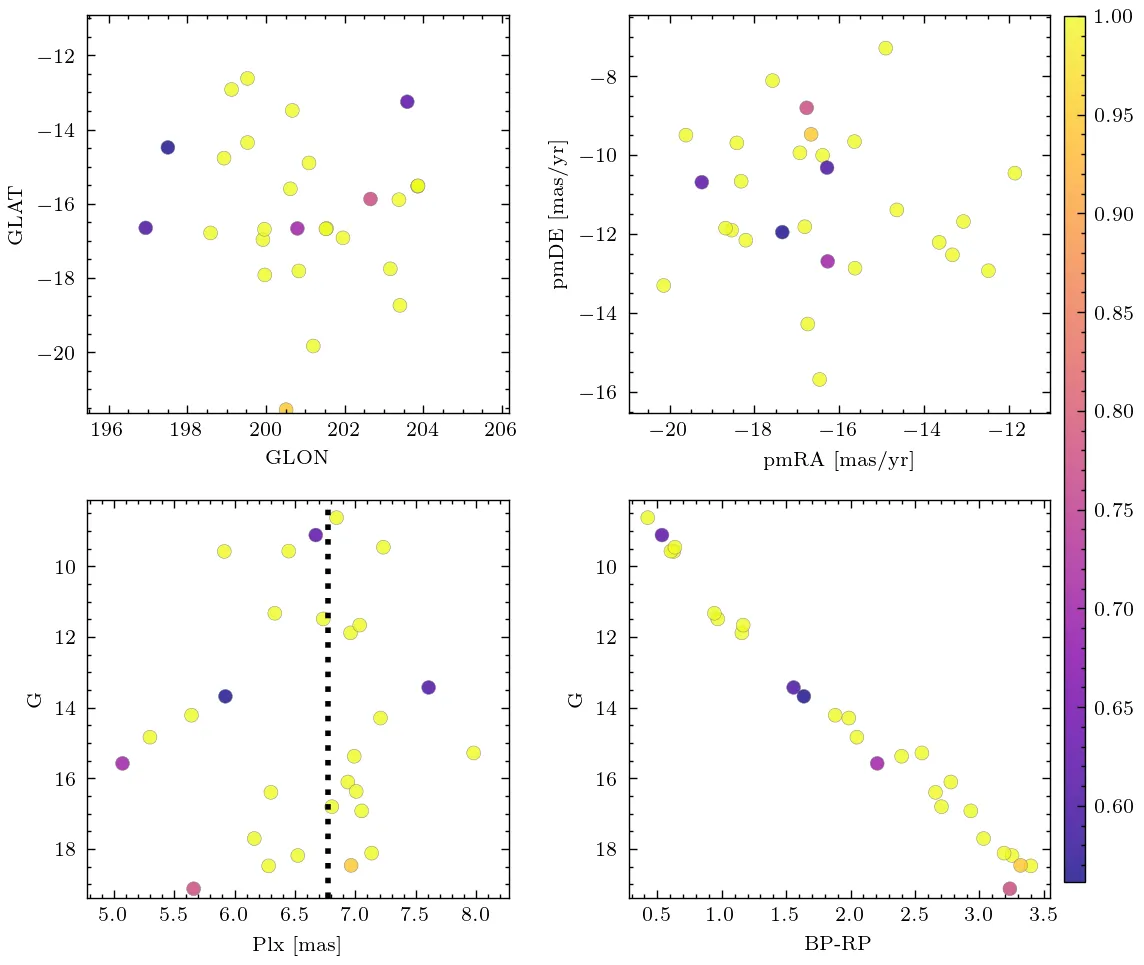 −12
−14
−16
−18
−20
GLAT
196 198 200 202 204 206
GLON
−8
−10
−12
−14
−16
pmDE [mas/yr]
−20 −18 −16 −14 −12
pmRA [mas/yr]
1.00
0.95
0.90
0.85
0.80
0.75
0.70
0.65
0.60
10
12
14
16
18
G
5.0 5.5 6.0 6.5 7.0 7.5 8.0
Plx [mas]
10
12
14
16
18
G
0.5 1.0 1.5 2.0 2.5 3.0 3.5
BP-RP